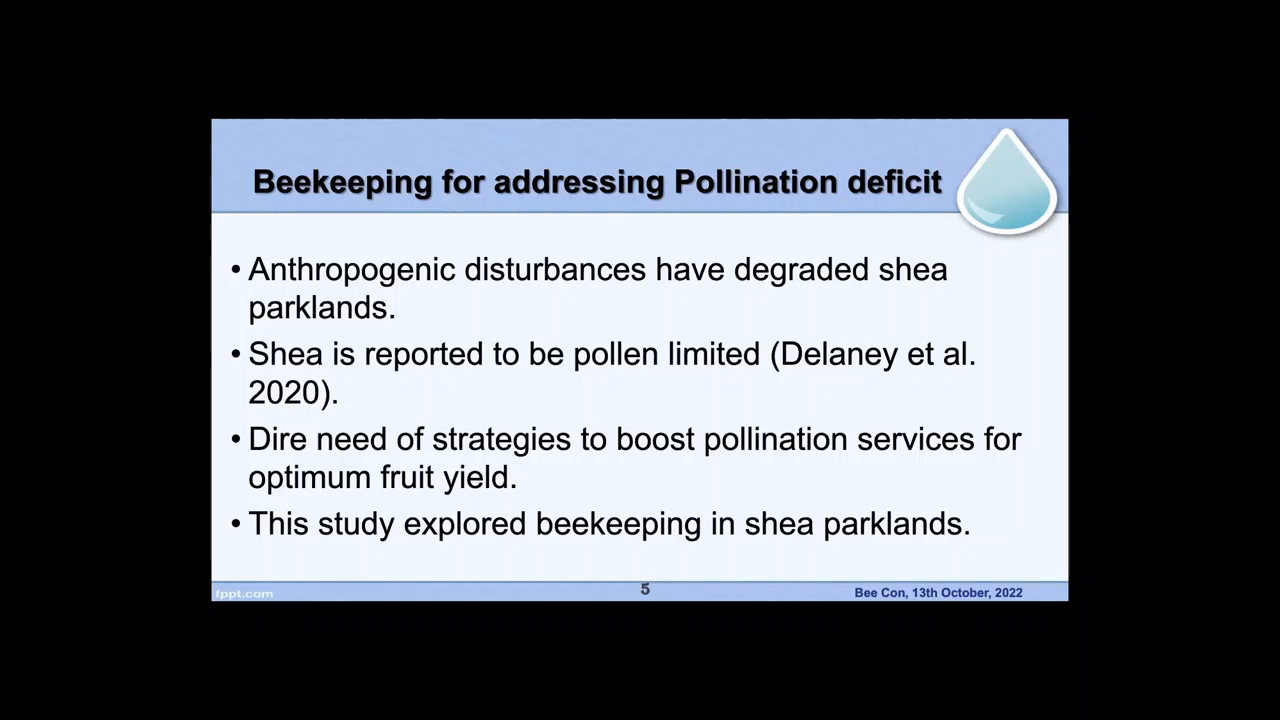 Beekeeping for addressing Pollination deficit
• Anthropogenic disturbances have degraded shea
parklands.
• Shea is reported to be pollen limited (Delaney et al.
2020).
• Dire need of strategies to boost pollination services for
optimum fruit yield.
• This study explored beekeeping in shea parklands.
fppt.com
5
Bee Con, 13th October, 2022